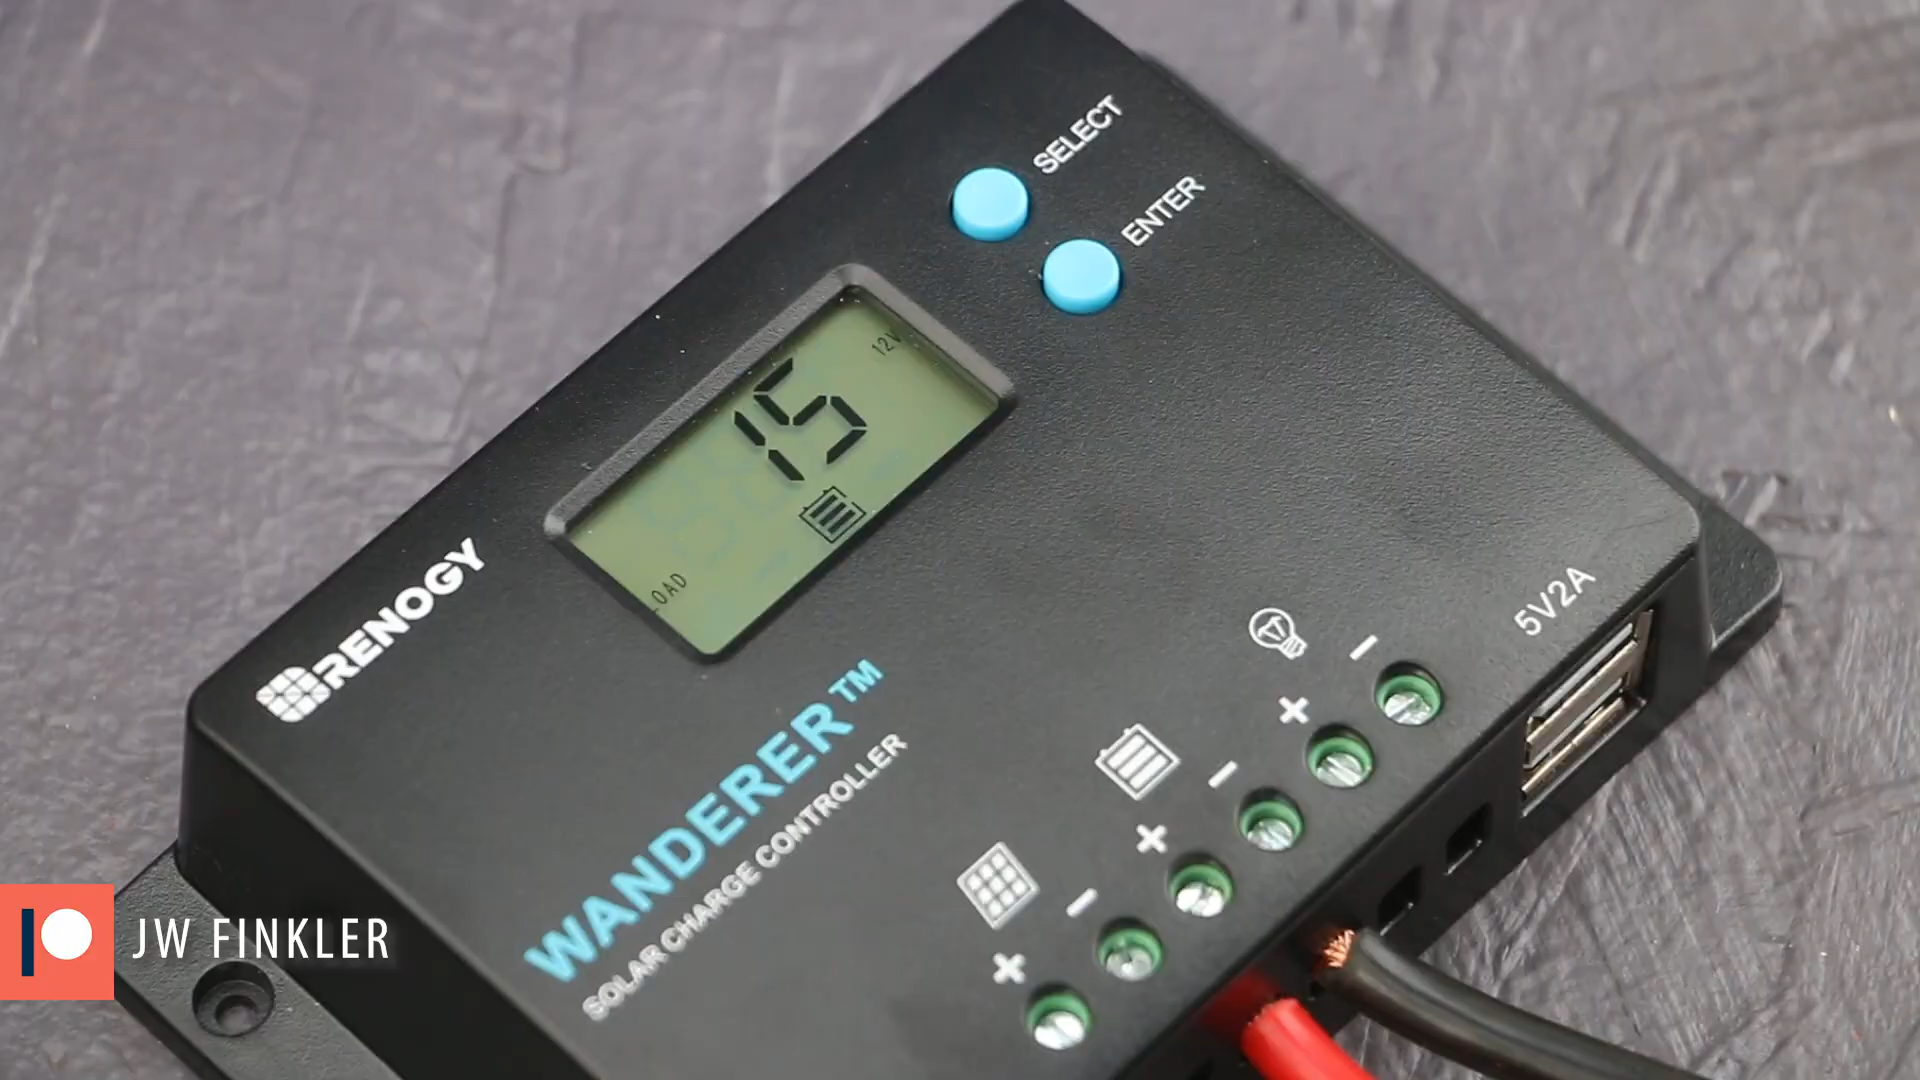 SELECT
ENTER
12V
15
LOAD
RENOGY
WANDERER™
SOLAR CHARGE CONTROLLER
5V2A
− 
+
−
+
−
+
JW FINKLER